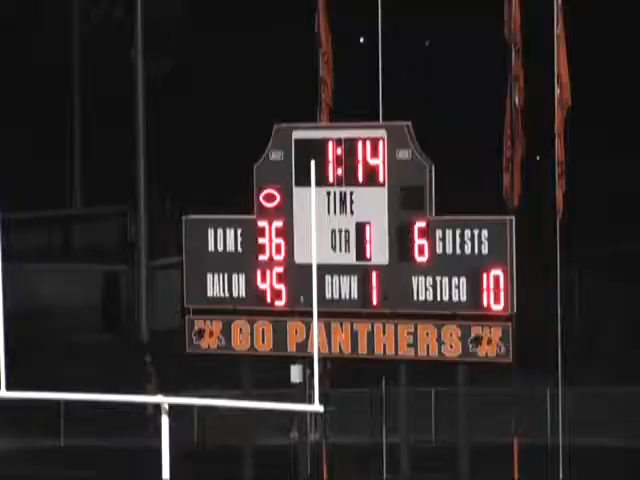 1:14
TIME
HOME 36 QTR 1 6 GUESTS
BALL ON 45 DOWN 1 YDS TO GO 10
W GO PANTHERS W